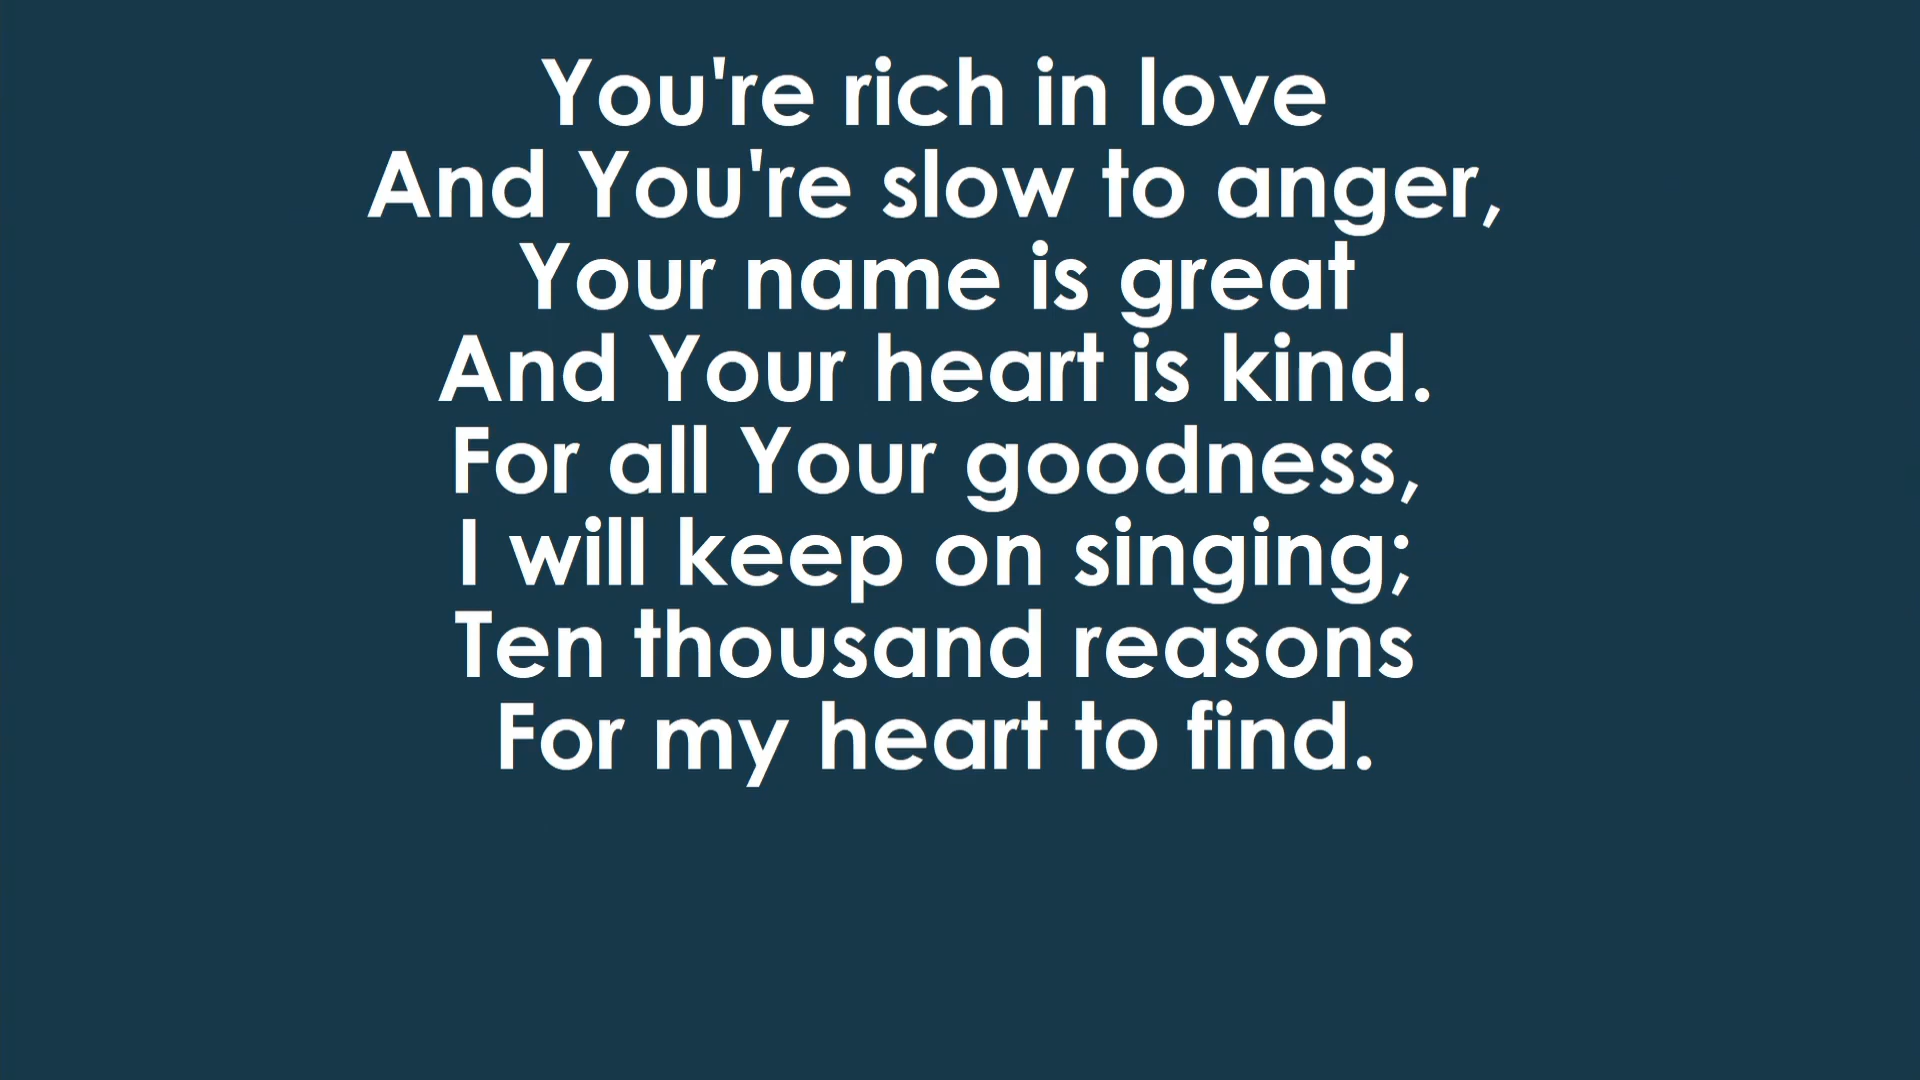 You're rich in love
And You're slow to anger,
Your name is great
And Your heart is kind.
For all Your goodness,
I will keep on singing;
Ten thousand reasons
For my heart to find.